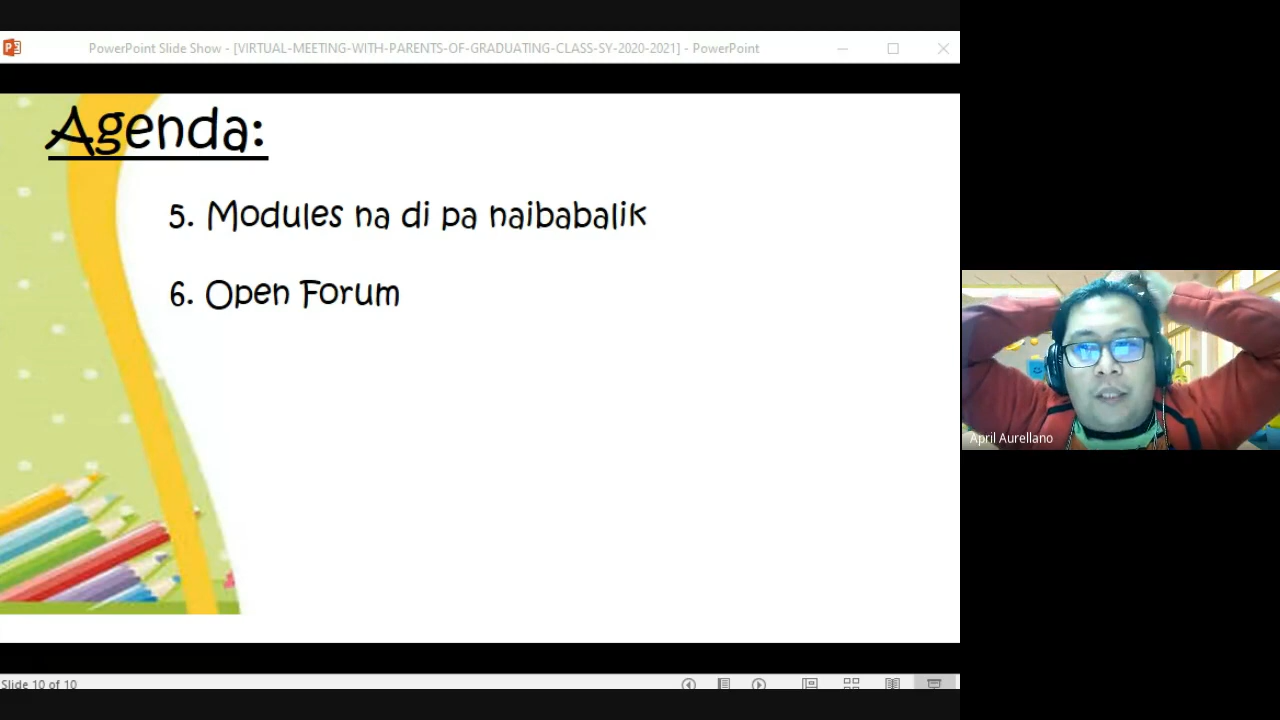 PowerPoint Slide Show - [VIRTUAL-MEETING-WITH-PARENTS-OF-GRADUATING-CLASS-SY-2020-2021] - PowerPoint
Agenda:
5. Modules na di pa naibabalik
6. Open Forum
April Aurellano
Slide 10 of 10